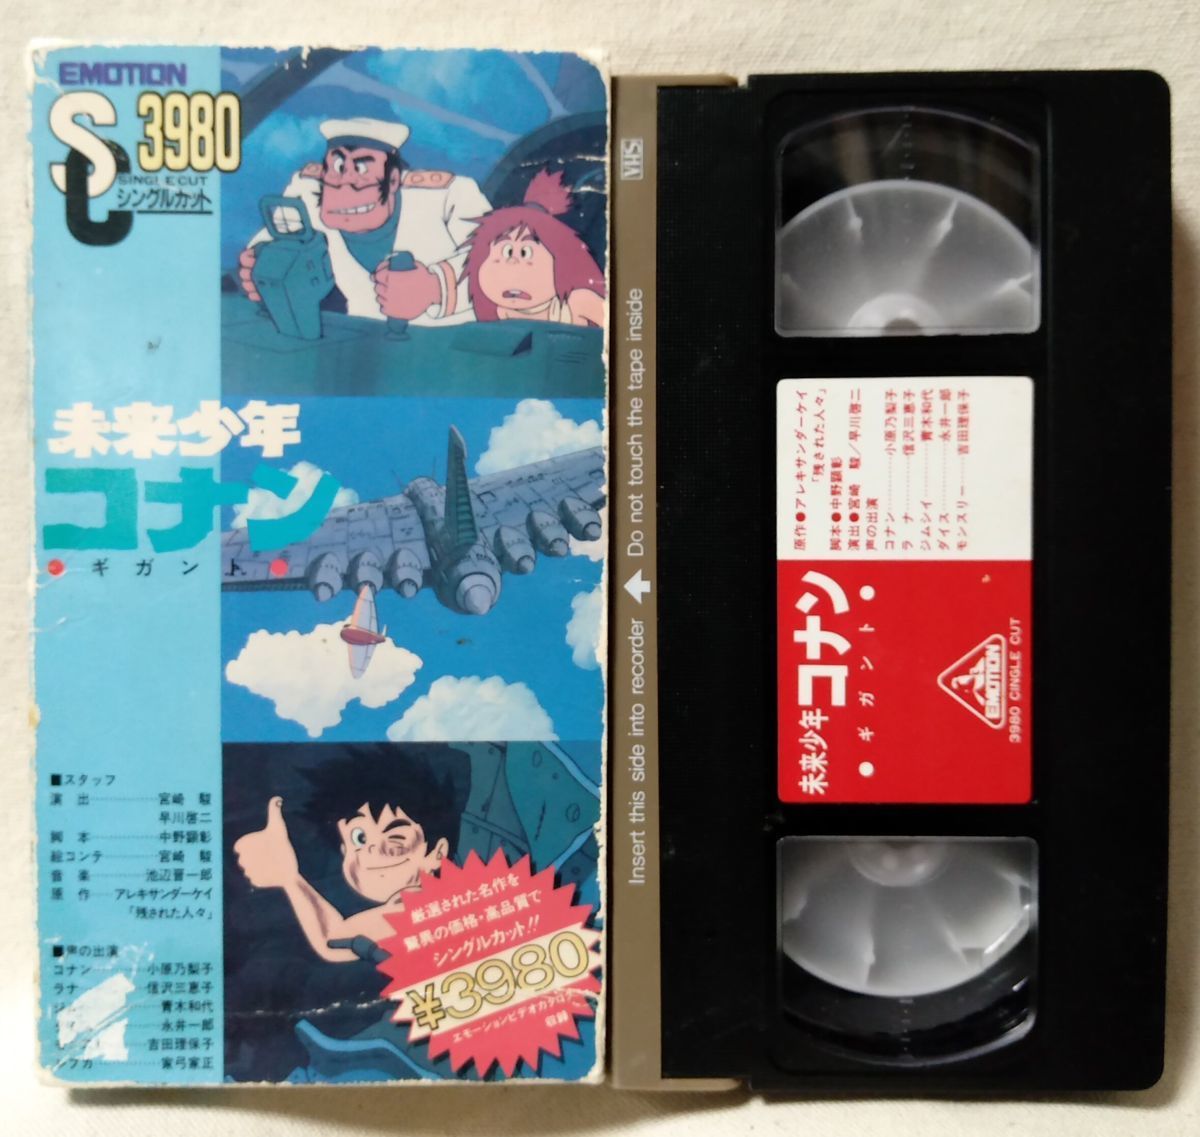 EMOTION
SC
3980
SINGLE CUT
シングルカット
未来少年
コナン
●ギガント●
■スタッフ
演出………宮崎 駿
早川啓二
脚本………中野顕彰
絵コンテ………宮崎 駿
音楽………池辺晋一郎
原作…アレキサンダーケイ
「残された人々」
■声の出演
コナン………小原乃梨子
ラナ………信沢三恵子
青木和代
永井一郎
吉田理保子
家弓家正
厳選された名作を
驚異の価格・高品質で
シングルカット!!
¥3980
エモーションビデオカタログ
収録
VHS
Insert this side into recorder ⬆ Do not touch the tape inside
原作●アレキサンダーケイ
「残された人々」
脚本●中野顕彰
演出●宮崎 駿／早川啓二
声の出演
コナン………小原乃梨子
ラナ………信沢三恵子
ジムシイ………青木和代
ダイス………永井一郎
モンスリー………吉田理保子
未来少年コナン
●ギガント●
EMOTION
3980 CINGLE CUT